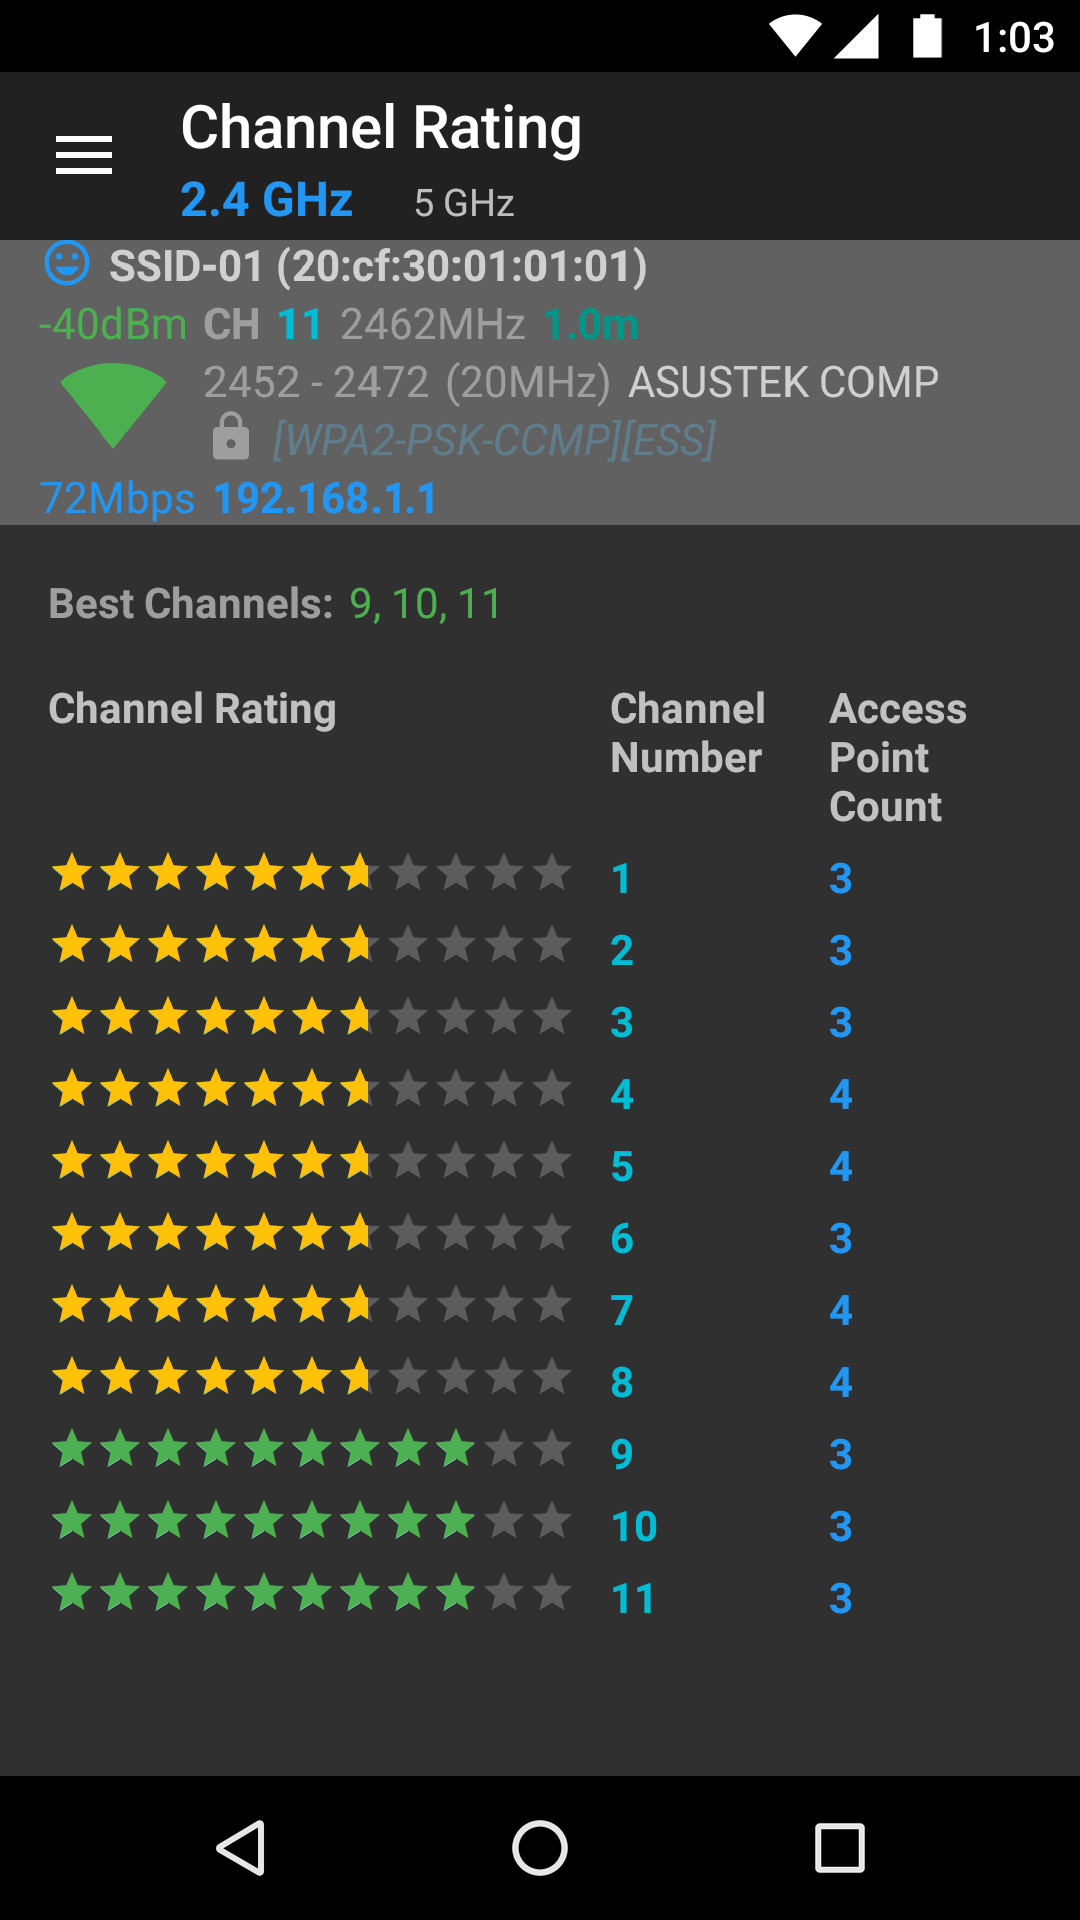 1:03
Channel Rating
2.4 GHz 5 GHz
SSID-01 (20:cf:30:01:01:01)
-40dBm CH 11 2462MHz 1.0m
2452 - 2472 (20MHz) ASUSTEK COMP
[WPA2-PSK-CCMP][ESS]
72Mbps 192.168.1.1
Best Channels: 9, 10, 11
Channel Rating Channel Number Access Point Count
1 3
2 3
3 3
4 4
5 4
6 3
7 4
8 4
9 3
10 3
11 3